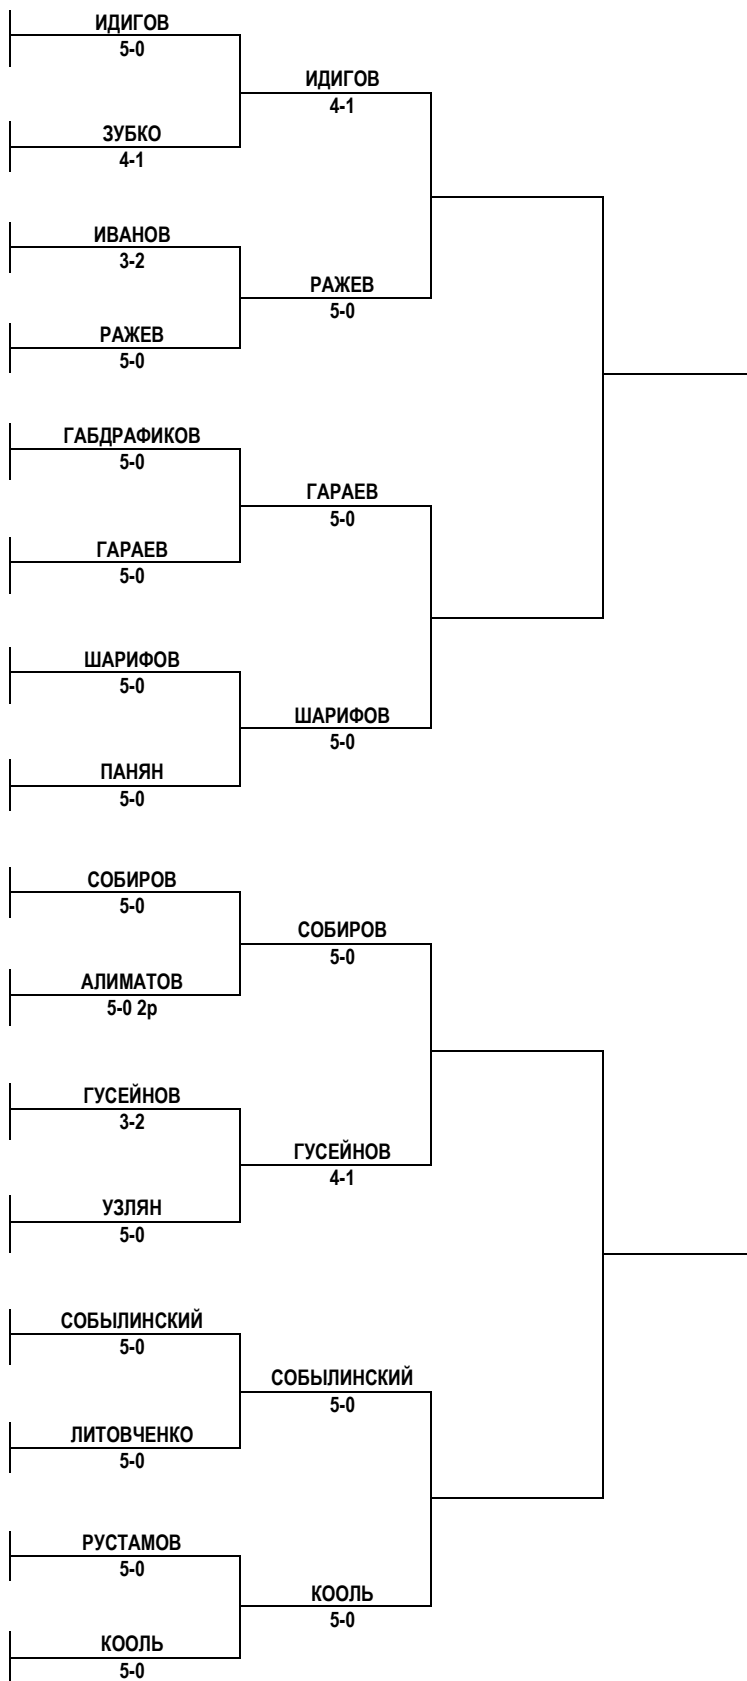 ИДИГОВ
5-0
ИДИГОВ
4-1
ЗУБКО
4-1
ИВАНОВ
3-2
РАЖЕВ
5-0
РАЖЕВ
5-0
ГАБДРАФИКОВ
5-0
ГАРАЕВ
5-0
ГАРАЕВ
5-0
ШАРИФОВ
5-0
ШАРИФОВ
5-0
ПАНЯН
5-0
СОБИРОВ
5-0
СОБИРОВ
5-0
АЛИМАТОВ
5-0 2р
ГУСЕЙНОВ
3-2
ГУСЕЙНОВ
4-1
УЗЛЯН
5-0
СОБЫЛИНСКИЙ
5-0
СОБЫЛИНСКИЙ
5-0
ЛИТОВЧЕНКО
5-0
РУСТАМОВ
5-0
КООЛЬ
5-0
КООЛЬ
5-0